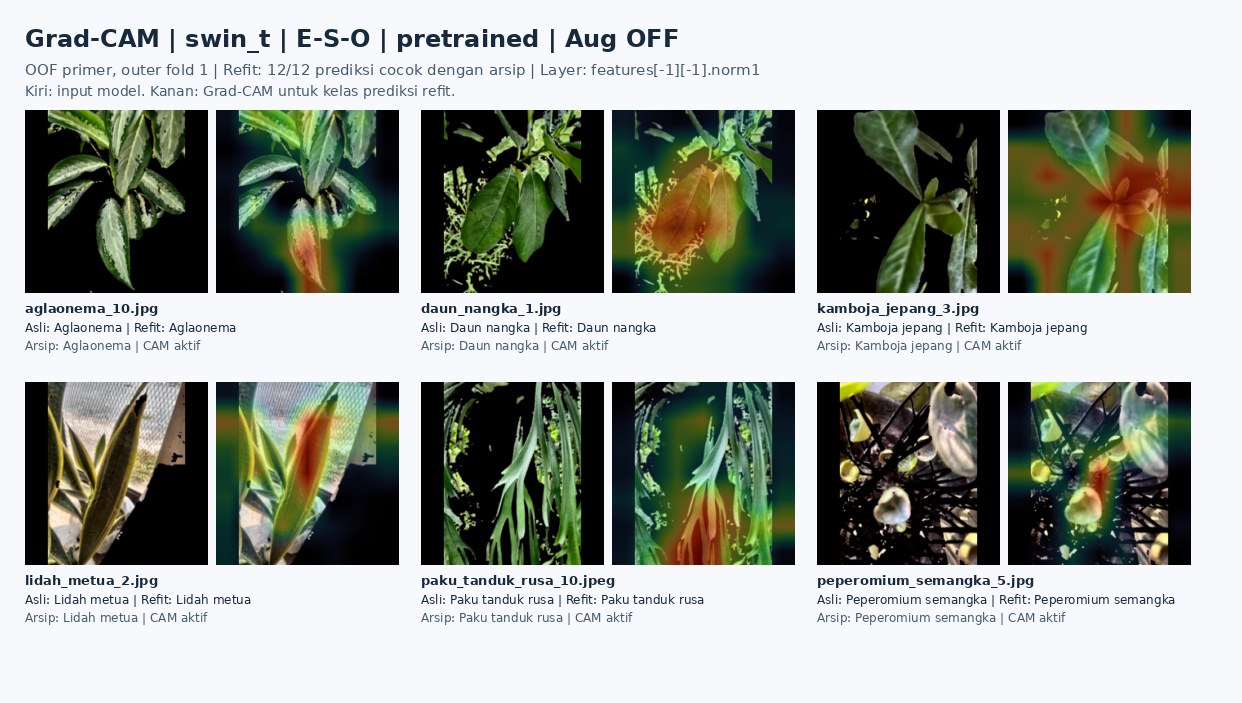 Grad-CAM | swin_t | E-S-O | pretrained | Aug OFF
OOF primer, outer fold 1 | Refit: 12/12 prediksi cocok dengan arsip | Layer: features[-1][-1].norm1
Kiri: input model. Kanan: Grad-CAM untuk kelas prediksi refit.
aglaonema_10.jpg
Asli: Aglaonema | Refit: Aglaonema
Arsip: Aglaonema | CAM aktif
daun_nangka_1.jpg
Asli: Daun nangka | Refit: Daun nangka
Arsip: Daun nangka | CAM aktif
kamboja_jepang_3.jpg
Asli: Kamboja jepang | Refit: Kamboja jepang
Arsip: Kamboja jepang | CAM aktif
lidah_metua_2.jpg
Asli: Lidah metua | Refit: Lidah metua
Arsip: Lidah metua | CAM aktif
paku_tanduk_rusa_10.jpeg
Asli: Paku tanduk rusa | Refit: Paku tanduk rusa
Arsip: Paku tanduk rusa | CAM aktif
peperomium_semangka_5.jpg
Asli: Peperomium semangka | Refit: Peperomium semangka
Arsip: Peperomium semangka | CAM aktif